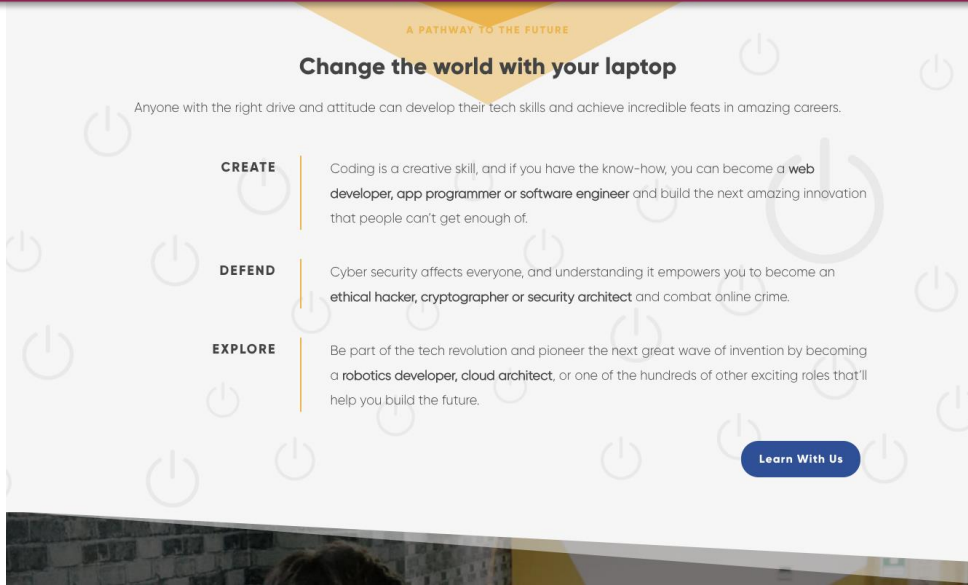 A PATHWAY TO THE FUTURE
Change the world with your laptop
Anyone with the right drive and attitude can develop their tech skills and achieve incredible feats in amazing careers.
CREATE
Coding is a creative skill, and if you have the know-how, you can become a web
developer, app programmer or software engineer and build the next amazing innovation
that people can't get enough of.
DEFEND
Cyber security affects everyone, and understanding it empowers you to become an
ethical hacker, cryptographer or security architect and combat online crime.
EXPLORE
Be part of the tech revolution and pioneer the next great wave of invention by becoming
a robotics developer, cloud architect, or one of the hundreds of other exciting roles that'll
help you build the future.
Learn With Us